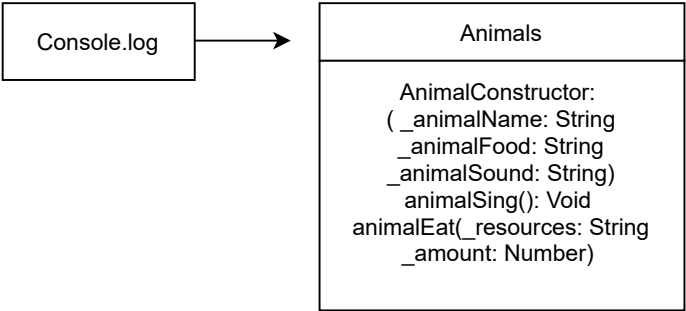 Console.log
Animals
AnimalConstructor:
( _animalName: String
_animalFood: String
_animalSound: String)
animalSing(): Void
animalEat(_resources: String
_amount: Number)